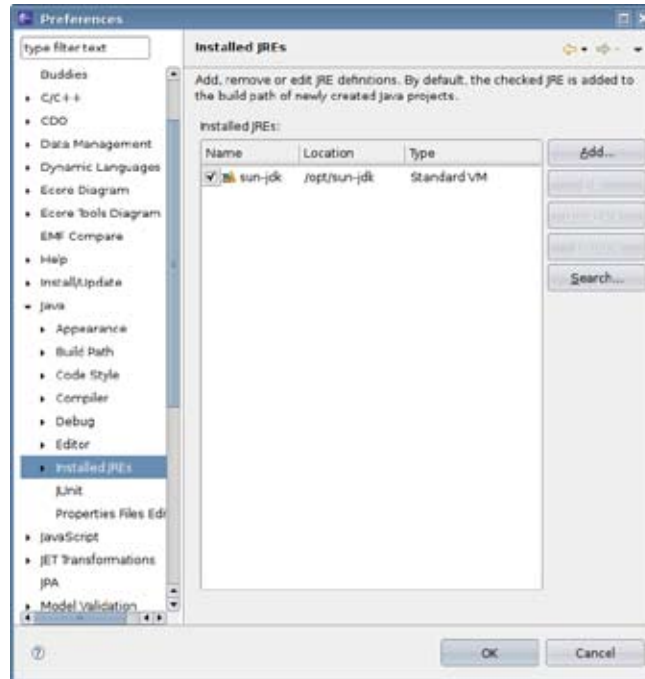 Preferences
type filter text
Buddies
C/C++
CDO
Data Management
Dynamic Languages
Ecore Diagram
Ecore Tools Diagram
EMF Compare
Help
Install/Update
Java
Appearance
Build Path
Code Style
Compiler
Debug
Editor
Installed JREs
JUnit
Properties Files Edi
JavaScript
JET Transformations
JPA
Model Validation
Installed JREs
Add, remove or edit JRE definitions. By default, the checked JRE is added to
the build path of newly created Java projects.
Installed JREs:
Name Location Type
sun-jdk /opt/sun-jdk Standard VM
Add...
Search...
OK Cancel